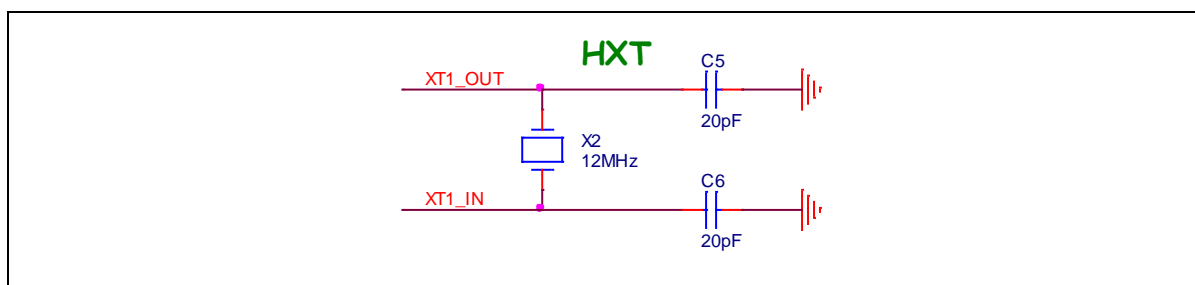 HXT
C5
XT1_OUT
20pF
X2
12MHz
C6
XT1_IN
20pF